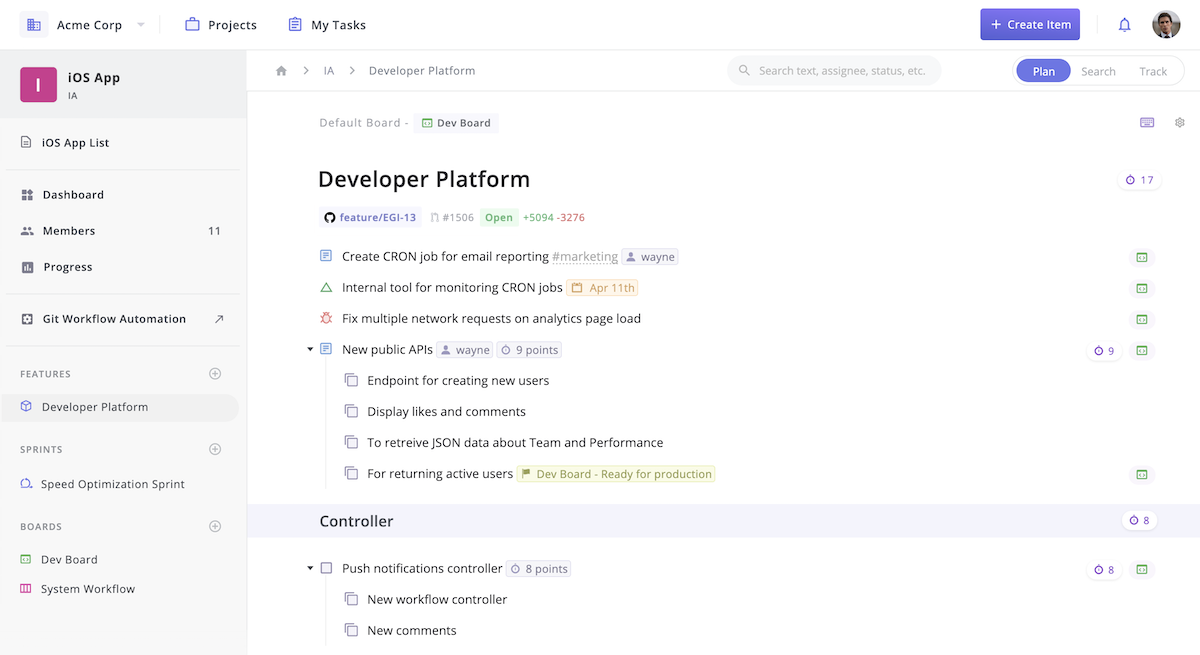 Acme Corp Projects My Tasks + Create Item
I iOS App
IA
IA Developer Platform Search text, assignee, status, etc. Plan Search Track
iOS App List
Dashboard
Members 11
Progress
Git Workflow Automation
FEATURES
Developer Platform
SPRINTS
Speed Optimization Sprint
BOARDS
Dev Board
System Workflow
Default Board - Dev Board
Developer Platform 17
feature/EGI-13 #1506 Open +5094 -3276
Create CRON job for email reporting #marketing wayne
Internal tool for monitoring CRON jobs Apr 11th
Fix multiple network requests on analytics page load
New public APIs wayne 9 points 9
Endpoint for creating new users
Display likes and comments
To retreive JSON data about Team and Performance
For returning active users Dev Board - Ready for production
Controller 8
Push notifications controller 8 points 8
New workflow controller
New comments